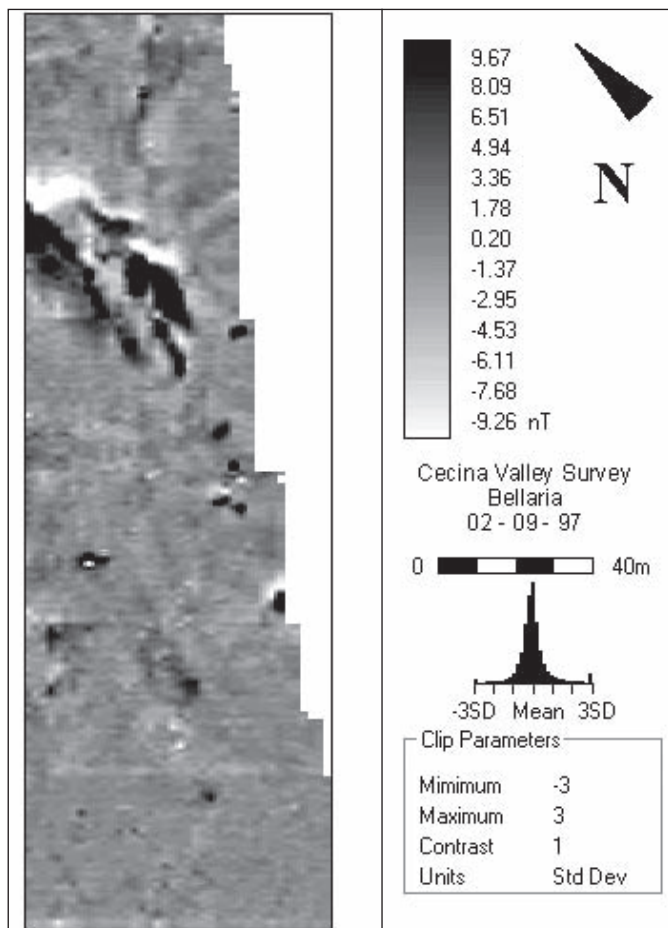 9.67
8.09
6.51
4.94
3.36
1.78
0.20
-1.37
-2.95
-4.53
-6.11
-7.68
-9.26 nT
N
Cecina Valley Survey
Bellaria
02 - 09 - 97
0 40m
-3SD Mean 3SD
Clip Parameters
Mimimum -3
Maximum 3
Contrast 1
Units Std Dev